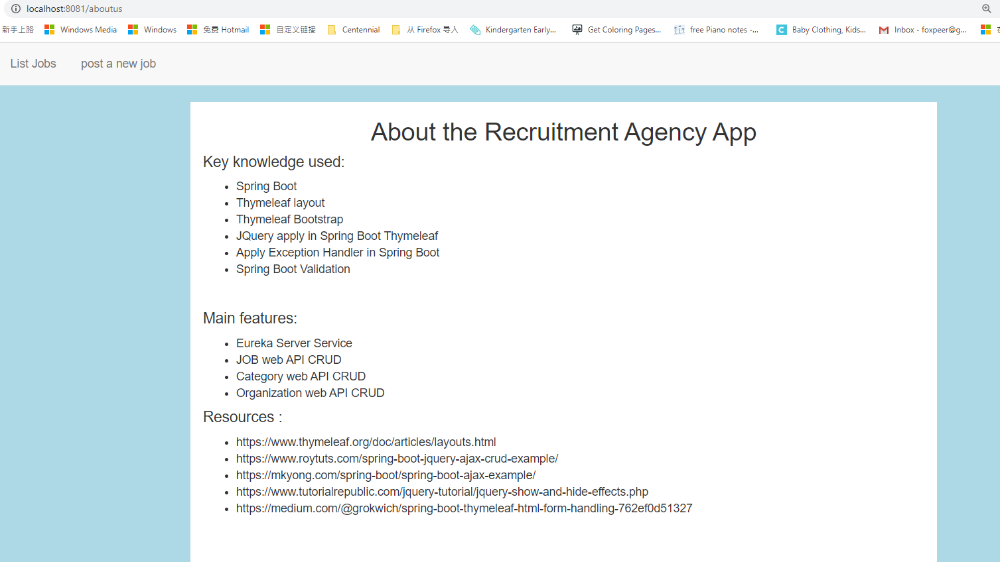 localhost:8081/aboutus
新手上路 Windows Media Windows 免费 Hotmail 自定义链接 Centennial 从 Firefox 导入 Kindergarten Early... Get Coloring Pages... free Piano notes -... Baby Clothing, Kids... Inbox - foxpeer@g...
List Jobs post a new job
About the Recruitment Agency App
Key knowledge used:
Spring Boot
Thymeleaf layout
Thymeleaf Bootstrap
JQuery apply in Spring Boot Thymeleaf
Apply Exception Handler in Spring Boot
Spring Boot Validation
Main features:
Eureka Server Service
JOB web API CRUD
Category web API CRUD
Organization web API CRUD
Resources :
https://www.thymeleaf.org/doc/articles/layouts.html
https://www.roytuts.com/spring-boot-jquery-ajax-crud-example/
https://mkyong.com/spring-boot/spring-boot-ajax-example/
https://www.tutorialrepublic.com/jquery-tutorial/jquery-show-and-hide-effects.php
https://medium.com/@grokwich/spring-boot-thymeleaf-html-form-handling-762ef0d51327